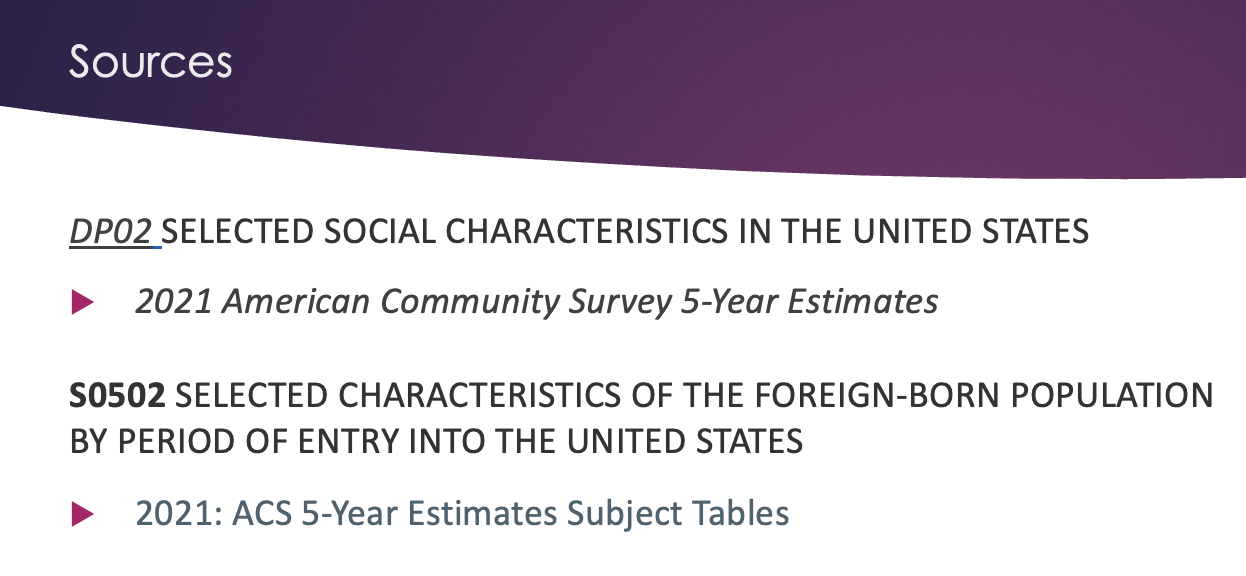 Sources
DP02 SELECTED SOCIAL CHARACTERISTICS IN THE UNITED STATES
2021 American Community Survey 5-Year Estimates
S0502 SELECTED CHARACTERISTICS OF THE FOREIGN-BORN POPULATION
BY PERIOD OF ENTRY INTO THE UNITED STATES
2021: ACS 5-Year Estimates Subject Tables